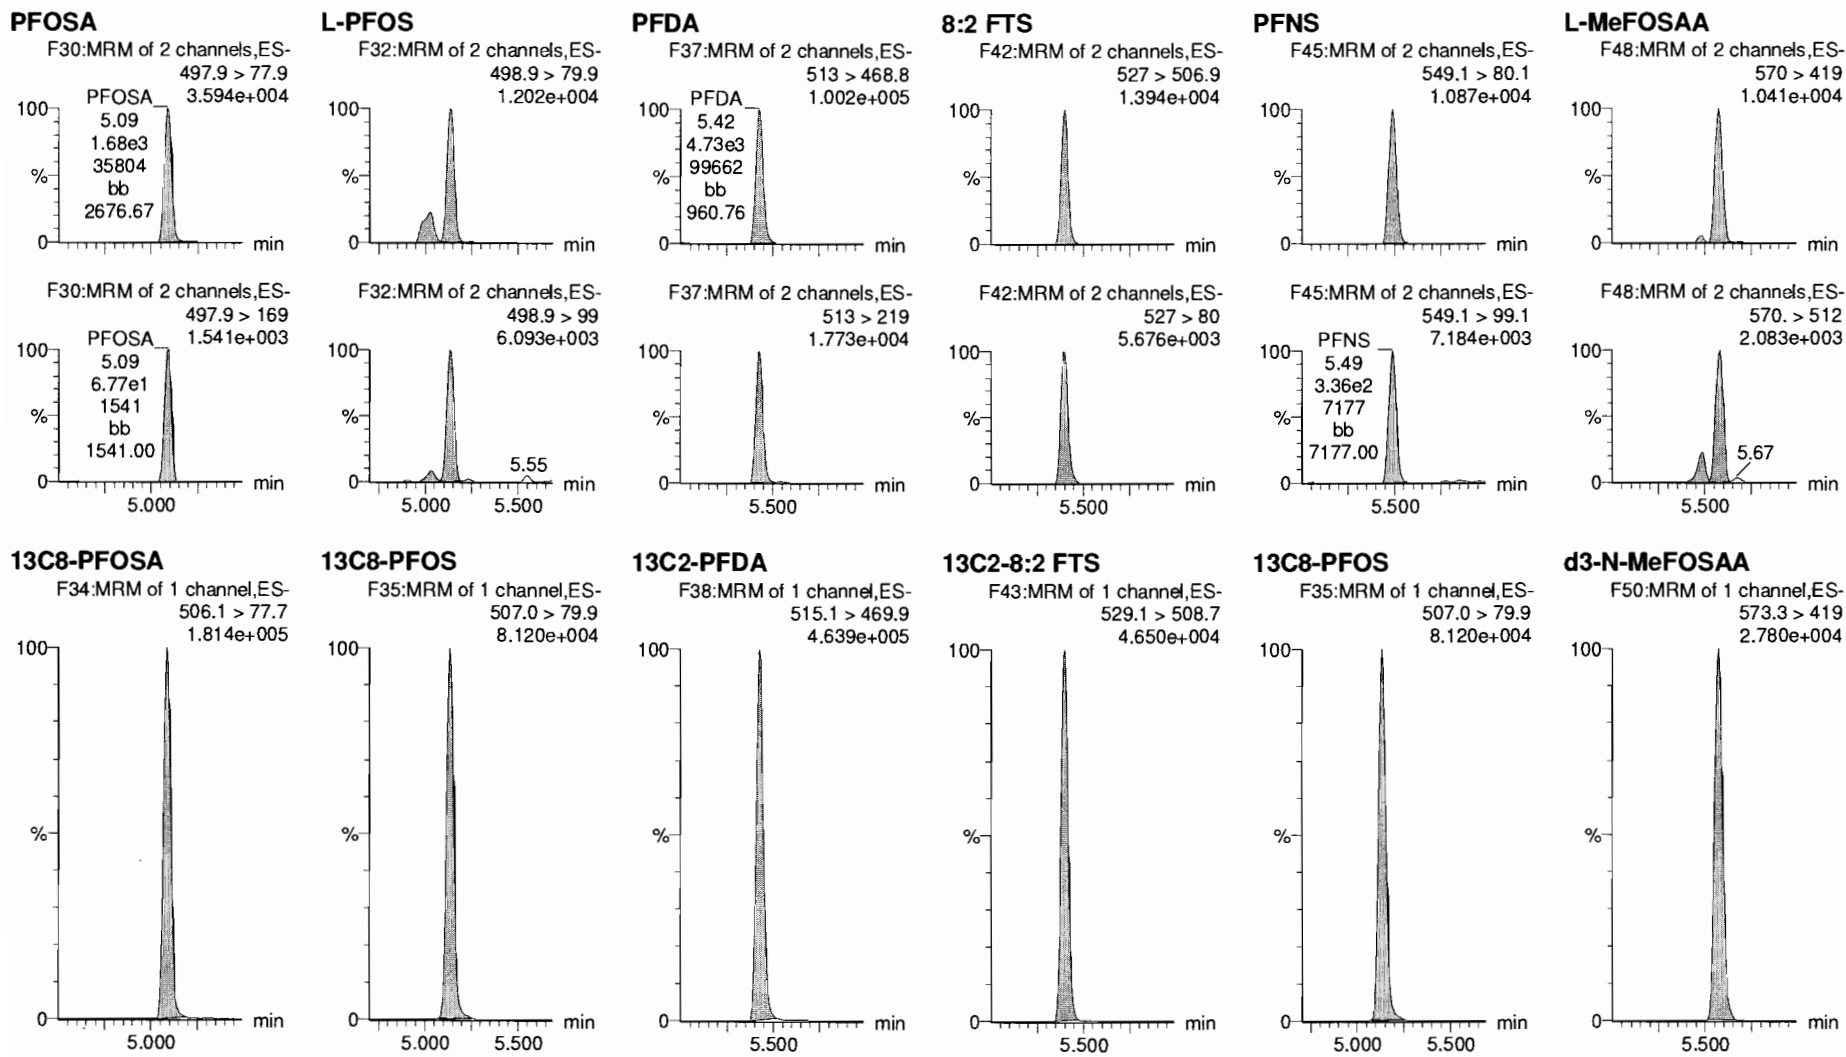 PFOSA
F30:MRM of 2 channels,ES-
497.9 > 77.9
3.594e+004
100
PFOSA
5.09
1.68e3
35804
bb
2676.67
%
0
min
F30:MRM of 2 channels,ES-
497.9 > 169
1.541e+003
100
PFOSA
5.09
6.77e1
1541
bb
1541.00
%
0
min
5.000
L-PFOS
F32:MRM of 2 channels,ES-
498.9 > 79.9
1.202e+004
100
%
0
min
F32:MRM of 2 channels,ES-
498.9 > 99
6.093e+003
100
%
5.55
0
min
5.000 5.500
PFDA
F37:MRM of 2 channels,ES-
513 > 468.8
1.002e+005
100
PFDA
5.42
4.73e3
99662
bb
960.76
%
0
min
F37:MRM of 2 channels,ES-
513 > 219
1.773e+004
100
%
0
min
5.500
8:2 FTS
F42:MRM of 2 channels,ES-
527 > 506.9
1.394e+004
100
%
0
min
F42:MRM of 2 channels,ES-
527 > 80
5.676e+003
100
%
0
min
5.500
PFNS
F45:MRM of 2 channels,ES-
549.1 > 80.1
1.087e+004
100
%
0
min
F45:MRM of 2 channels,ES-
549.1 > 99.1
7.184e+003
100
PFNS
5.49
3.36e2
7177
bb
7177.00
%
0
min
5.500
L-MeFOSAA
F48:MRM of 2 channels,ES-
570 > 419
1.041e+004
100
%
0
min
F48:MRM of 2 channels,ES-
570. > 512
2.083e+003
100
%
5.67
0
min
5.500
13C8-PFOSA
F34:MRM of 1 channel,ES-
506.1 > 77.7
1.814e+005
100
%
0
min
5.000
13C8-PFOS
F35:MRM of 1 channel,ES-
507.0 > 79.9
8.120e+004
100
%
0
min
5.000 5.500
13C2-PFDA
F38:MRM of 1 channel,ES-
515.1 > 469.9
4.639e+005
100
%
0
min
5.500
13C2-8:2 FTS
F43:MRM of 1 channel,ES-
529.1 > 508.7
4.650e+004
100
%
0
min
5.500
13C8-PFOS
F35:MRM of 1 channel,ES-
507.0 > 79.9
8.120e+004
100
%
0
min
5.000 5.500
d3-N-MeFOSAA
F50:MRM of 1 channel,ES-
573.3 > 419
2.780e+004
100
%
0
min
5.500